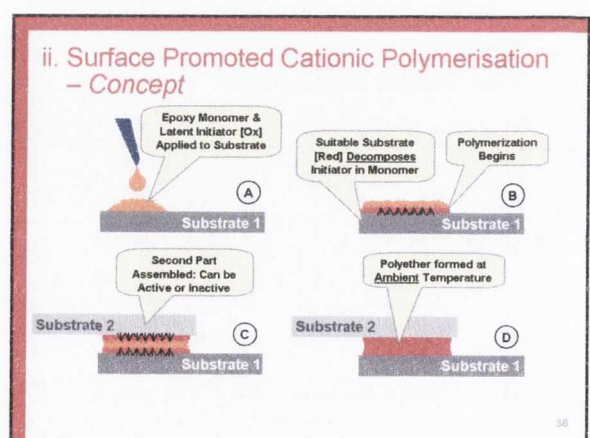 ii. Surface Promoted Cationic Polymerisation
– Concept
Epoxy Monomer &
Latent Initiator [Ox]
Applied to Substrate
A
Substrate 1
Suitable Substrate
[Red] Decomposes
Initiator in Monomer
Polymerization
Begins
B
Substrate 1
Second Part
Assembled: Can be
Active or Inactive
Substrate 2
C
Substrate 1
Polyether formed at
Ambient Temperature
Substrate 2
D
Substrate 1
36